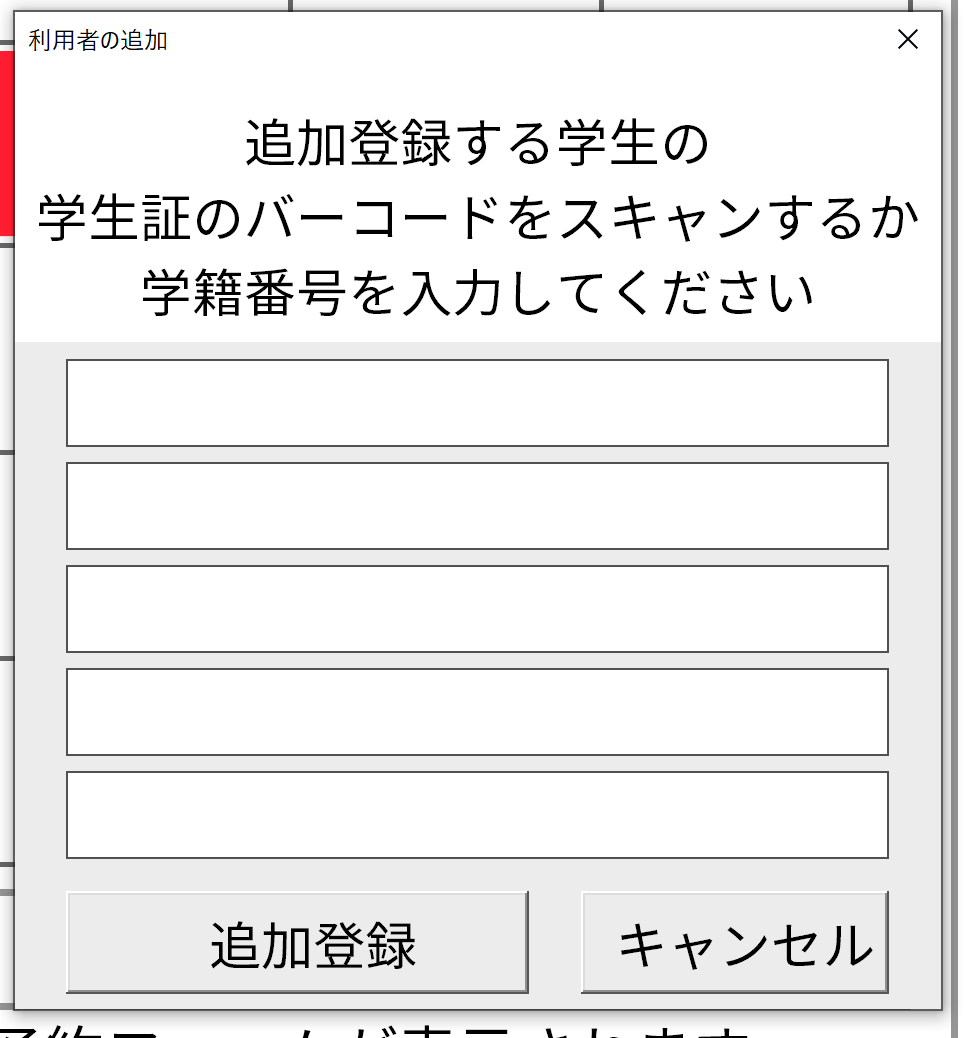 利用者の追加
追加登録する学生の
学生証のバーコードをスキャンするか
学籍番号を入力してください
追加登録
キャンセル